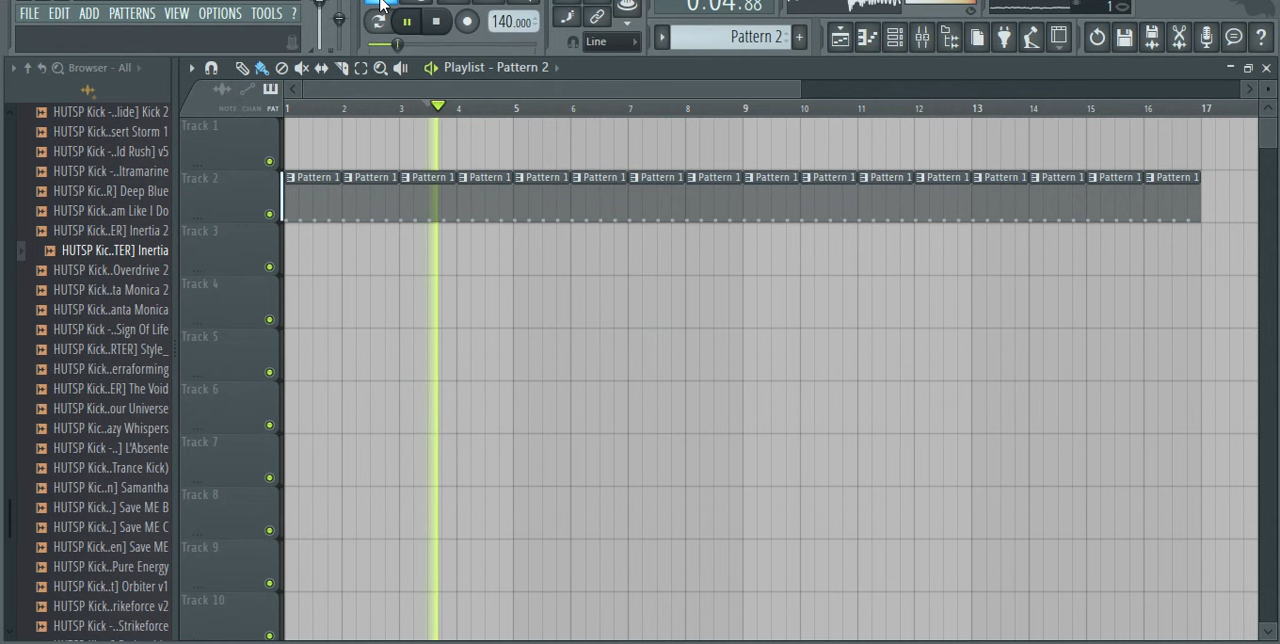 FILE EDIT ADD PATTERNS VIEW OPTIONS TOOLS ?
140.000
Line
Pattern 2
Browser - All
Playlist - Pattern 2
NOTE CHAN PAT
1 2 3 4 5 6 7 8 9 10 11 12 13 14 15 16 17
HUTSP Kick -..lide] Kick 2
HUTSP Kick -..sert Storm 1
HUTSP Kick -..ld Rush] v5
HUTSP Kick -..ltramarine
HUTSP Kic..R] Deep Blue
HUTSP Kick..am Like I Do
HUTSP Kick..ER] Inertia 2
HUTSP Kic..TER] Inertia
HUTSP Kick..Overdrive 2
HUTSP Kick..ta Monica 2
HUTSP Kick..anta Monica
HUTSP Kick -..Sign Of Life
HUTSP Kick..RTER] Style_
HUTSP Kick..erraforming
HUTSP Kick..ER] The Void
HUTSP Kick..our Universe
HUTSP Kic..azy Whispers
HUTSP Kick -..] L'Absente
HUTSP Kick..Trance Kick)
HUTSP Kic..n] Samantha
HUTSP Kick..] Save ME B
HUTSP Kick..] Save ME C
HUTSP Kick..en] Save ME
HUTSP Kick..Pure Energy
HUTSP Kick..t] Orbiter v1
HUTSP Kick..rikeforce v2
HUTSP Kick -..Strikeforce
Track 1
Track 2
Pattern 1 Pattern 1 Pattern 1 Pattern 1 Pattern 1 Pattern 1 Pattern 1 Pattern 1 Pattern 1 Pattern 1 Pattern 1 Pattern 1 Pattern 1 Pattern 1 Pattern 1 Pattern 1
Track 3
Track 4
Track 5
Track 6
Track 7
Track 8
Track 9
Track 10